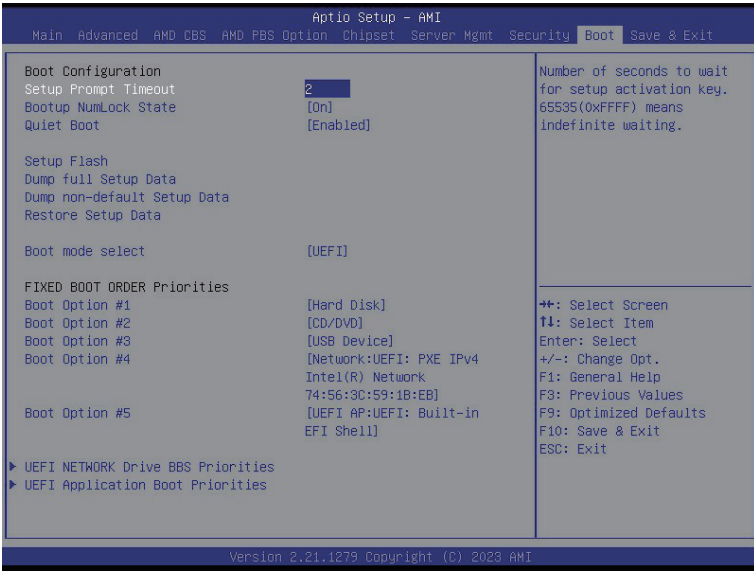 Aptio Setup – AMI
Main Advanced AMD CBS AMD PBS Option Chipset Server Mgmt Security Boot Save & Exit
Boot Configuration
Setup Prompt Timeout 2
Bootup NumLock State [On]
Quiet Boot [Enabled]
Setup Flash
Dump full Setup Data
Dump non-default Setup Data
Restore Setup Data
Boot mode select [UEFI]
FIXED BOOT ORDER Priorities
Boot Option #1 [Hard Disk]
Boot Option #2 [CD/DVD]
Boot Option #3 [USB Device]
Boot Option #4 [Network:UEFI: PXE IPv4
Intel(R) Network
74:56:3C:59:1B:EB]
Boot Option #5 [UEFI AP:UEFI: Built-in
EFI Shell]
▶ UEFI NETWORK Drive BBS Priorities
▶ UEFI Application Boot Priorities
Number of seconds to wait
for setup activation key.
65535(0xFFFF) means
indefinite waiting.
→←: Select Screen
↑↓: Select Item
Enter: Select
+/-: Change Opt.
F1: General Help
F3: Previous Values
F9: Optimized Defaults
F10: Save & Exit
ESC: Exit
Version 2.21.1279 Copyright (C) 2023 AMI